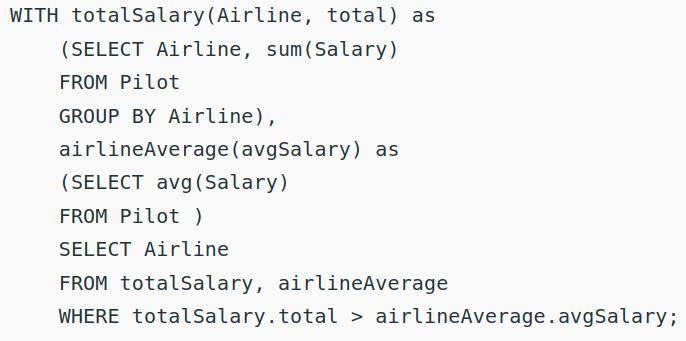 WITH totalSalary(Airline, total) as
    (SELECT Airline, sum(Salary)
    FROM Pilot
    GROUP BY Airline),
    airlineAverage(avgSalary) as
    (SELECT avg(Salary)
    FROM Pilot )
    SELECT Airline
    FROM totalSalary, airlineAverage
    WHERE totalSalary.total > airlineAverage.avgSalary;